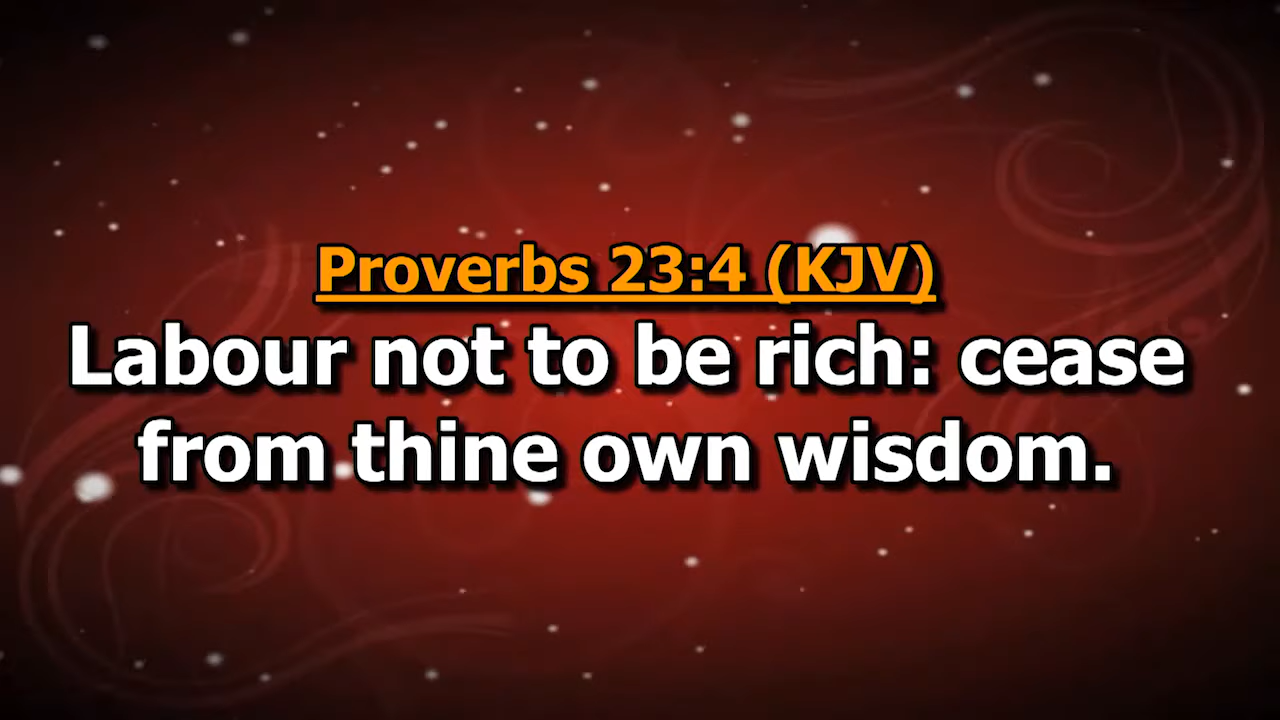 Proverbs 23:4 (KJV)
Labour not to be rich: cease
from thine own wisdom.